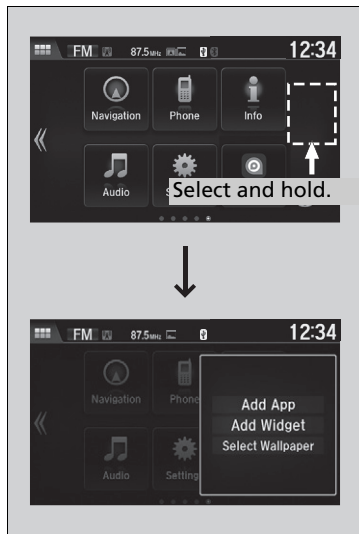 FM 87.5MHz 12:34
Navigation Phone Info
Audio
Select and hold.
FM 87.5MHz 12:34
Navigation Phone
Audio Setting
Add App
Add Widget
Select Wallpaper